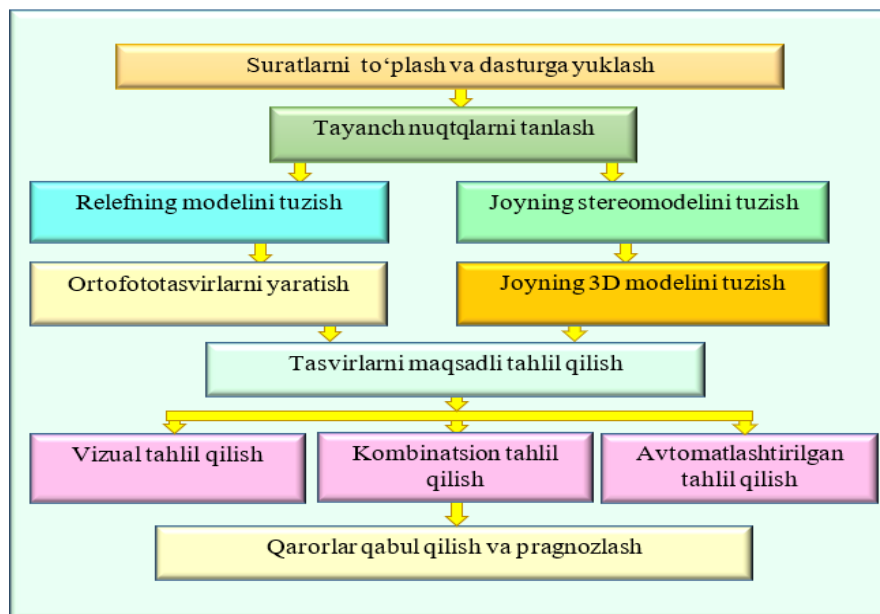 Suratlarni to‘plash va dasturga yuklash
Tayanch nuqtqlarni tanlash
Relefning modelini tuzish
Joyning stereomodelini tuzish
Ortofototasvirlarni yaratish
Joyning 3D modelini tuzish
Tasvirlarni maqsadli tahlil qilish
Vizual tahlil qilish
Kombinatsion tahlil
qilish
Avtomatlashtirilgan
tahlil qilish
Qarorlar qabul qilish va pragnozlash